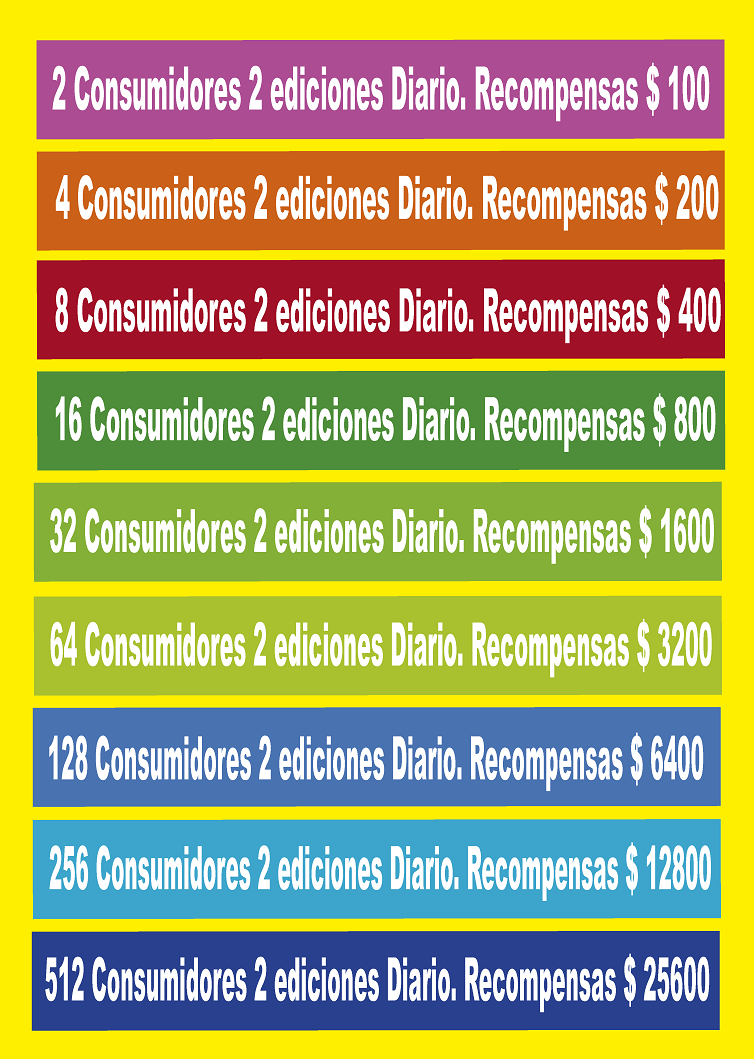 2 Consumidores 2 ediciones Diario. Recompensas $ 100
4 Consumidores 2 ediciones Diario. Recompensas $ 200
8 Consumidores 2 ediciones Diario. Recompensas $ 400
16 Consumidores 2 ediciones Diario. Recompensas $ 800
32 Consumidores 2 ediciones Diario. Recompensas $ 1600
64 Consumidores 2 ediciones Diario. Recompensas $ 3200
128 Consumidores 2 ediciones Diario. Recompensas $ 6400
256 Consumidores 2 ediciones Diario. Recompensas $ 12800
512 Consumidores 2 ediciones Diario. Recompensas $ 25600